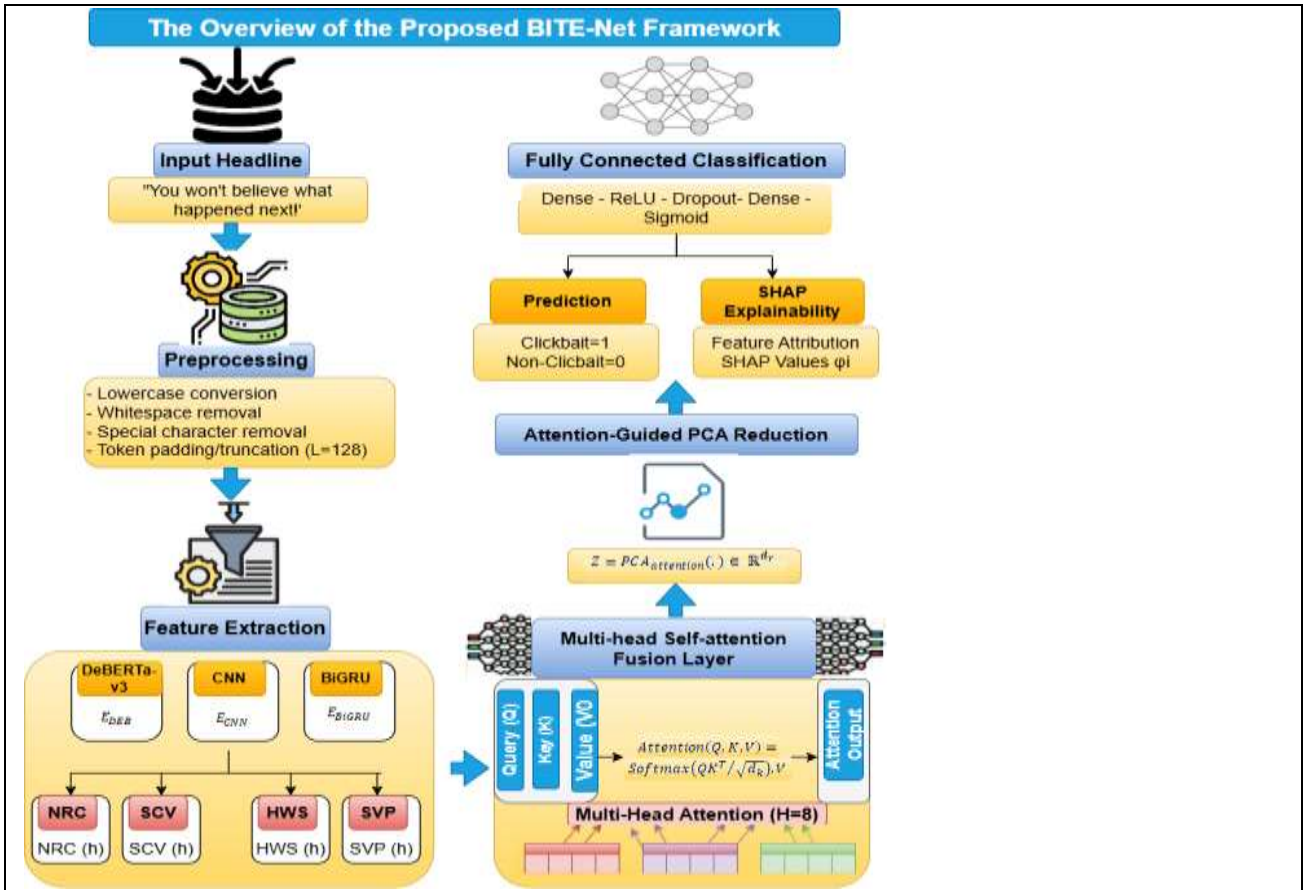 The Overview of the Proposed BITE-Net Framework
Input Headline
"You won't believe what
happened next!'
Preprocessing
- Lowercase conversion
- Whitespace removal
- Special character removal
- Token padding/truncation (L=128)
Feature Extraction
DeBERTa-
v3
E_DEB
CNN
E_CNN
BiGRU
E_BiGRU
NRC
NRC (h)
SCV
SCV (h)
HWS
HWS (h)
SVP
SVP (h)
Fully Connected Classification
Dense - ReLU - Dropout- Dense -
Sigmoid
Prediction
Clickbait=1
Non-Clicbait=0
SHAP
Explainability
Feature Attribution
SHAP Values φi
Attention-Guided PCA Reduction
Z = PCA_attention(.) ∈ ℝ^d_r
Multi-head Self-attention
Fusion Layer
Query (Q)
Key (K)
Value (V0
Attention(Q, K, V) =
Softmax(QK^T/√d_k).V
Attention
Output
Multi-Head Attention (H=8)